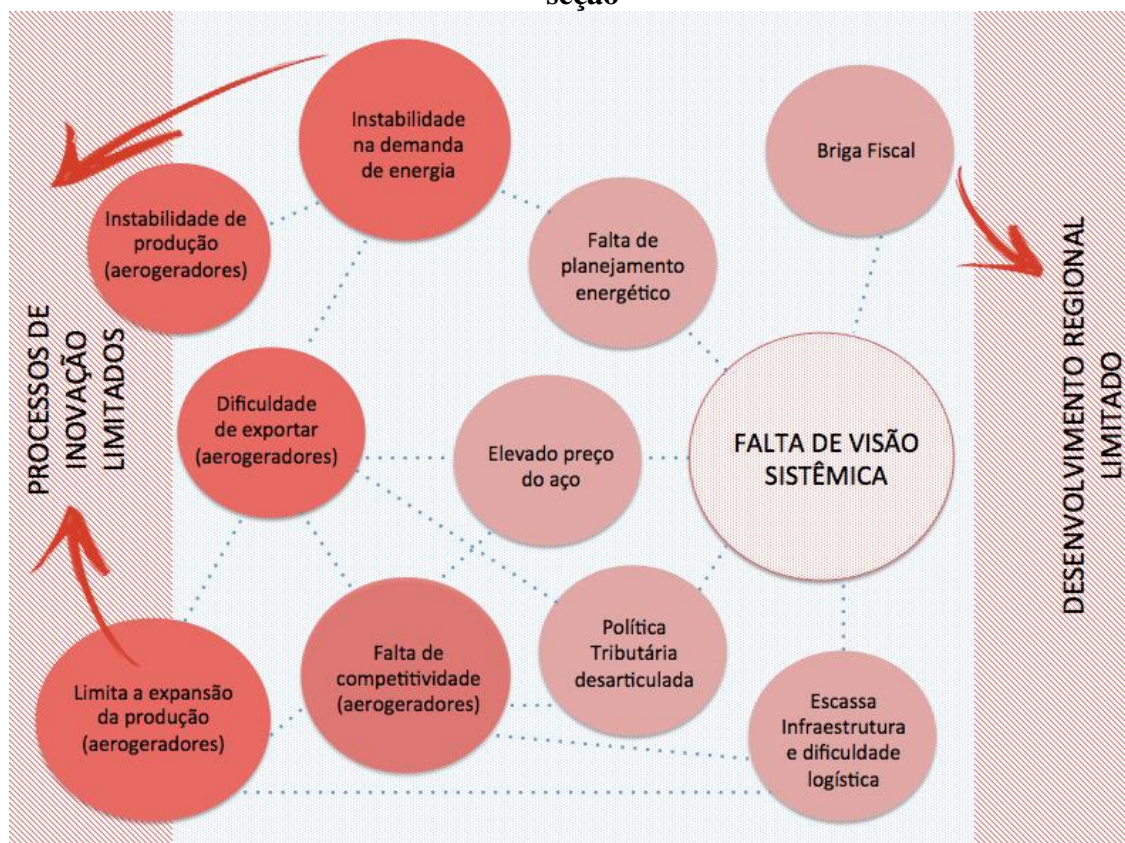 seção
Instabilidade
na demanda
de energia
Briga Fiscal
Instabilidade de
produção
(aerogeradores)
Falta de
planejamento
energético
PROCESSOS DE
INOVAÇÃO
LIMITADOS
Dificuldade
de exportar
(aerogeradores)
Elevado preço
do aço
FALTA DE VISÃO
SISTÊMICA
DESENVOLVIMENTO REGIONAL
LIMITADO
Limita a expansão
da produção
(aerogeradores)
Falta de
competitividade
(aerogeradores)
Política
Tributária
desarticulada
Escassa
Infraestrutura
e dificuldade
logística